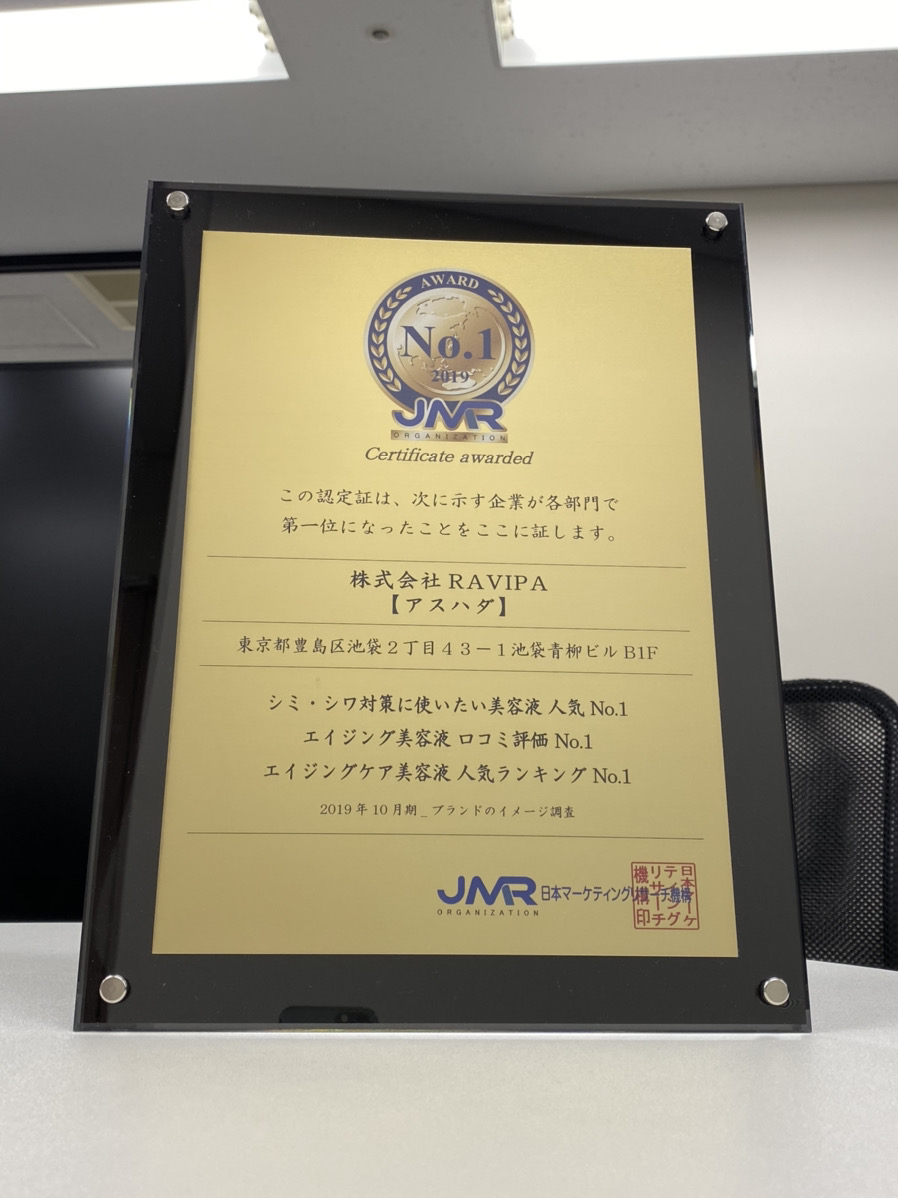 AWARD
No.1
2019
JMR
ORGANIZATION
Certificate awarded
この認定証は、次に示す企業が各部門で
第一位になったことをここに証します。
株式会社 RAVIPA
【アスハダ】
東京都豊島区池袋２丁目４３－１池袋青柳ビル B1F
シミ・シワ対策に使いたい美容液 人気 No.1
エイジング美容液 口コミ評価 No.1
エイジングケア美容液 人気ランキング No.1
2019 年 10 月期 _ ブランドのイメージ調査
JMR
ORGANIZATION
日本マーケティングリサーチ機構